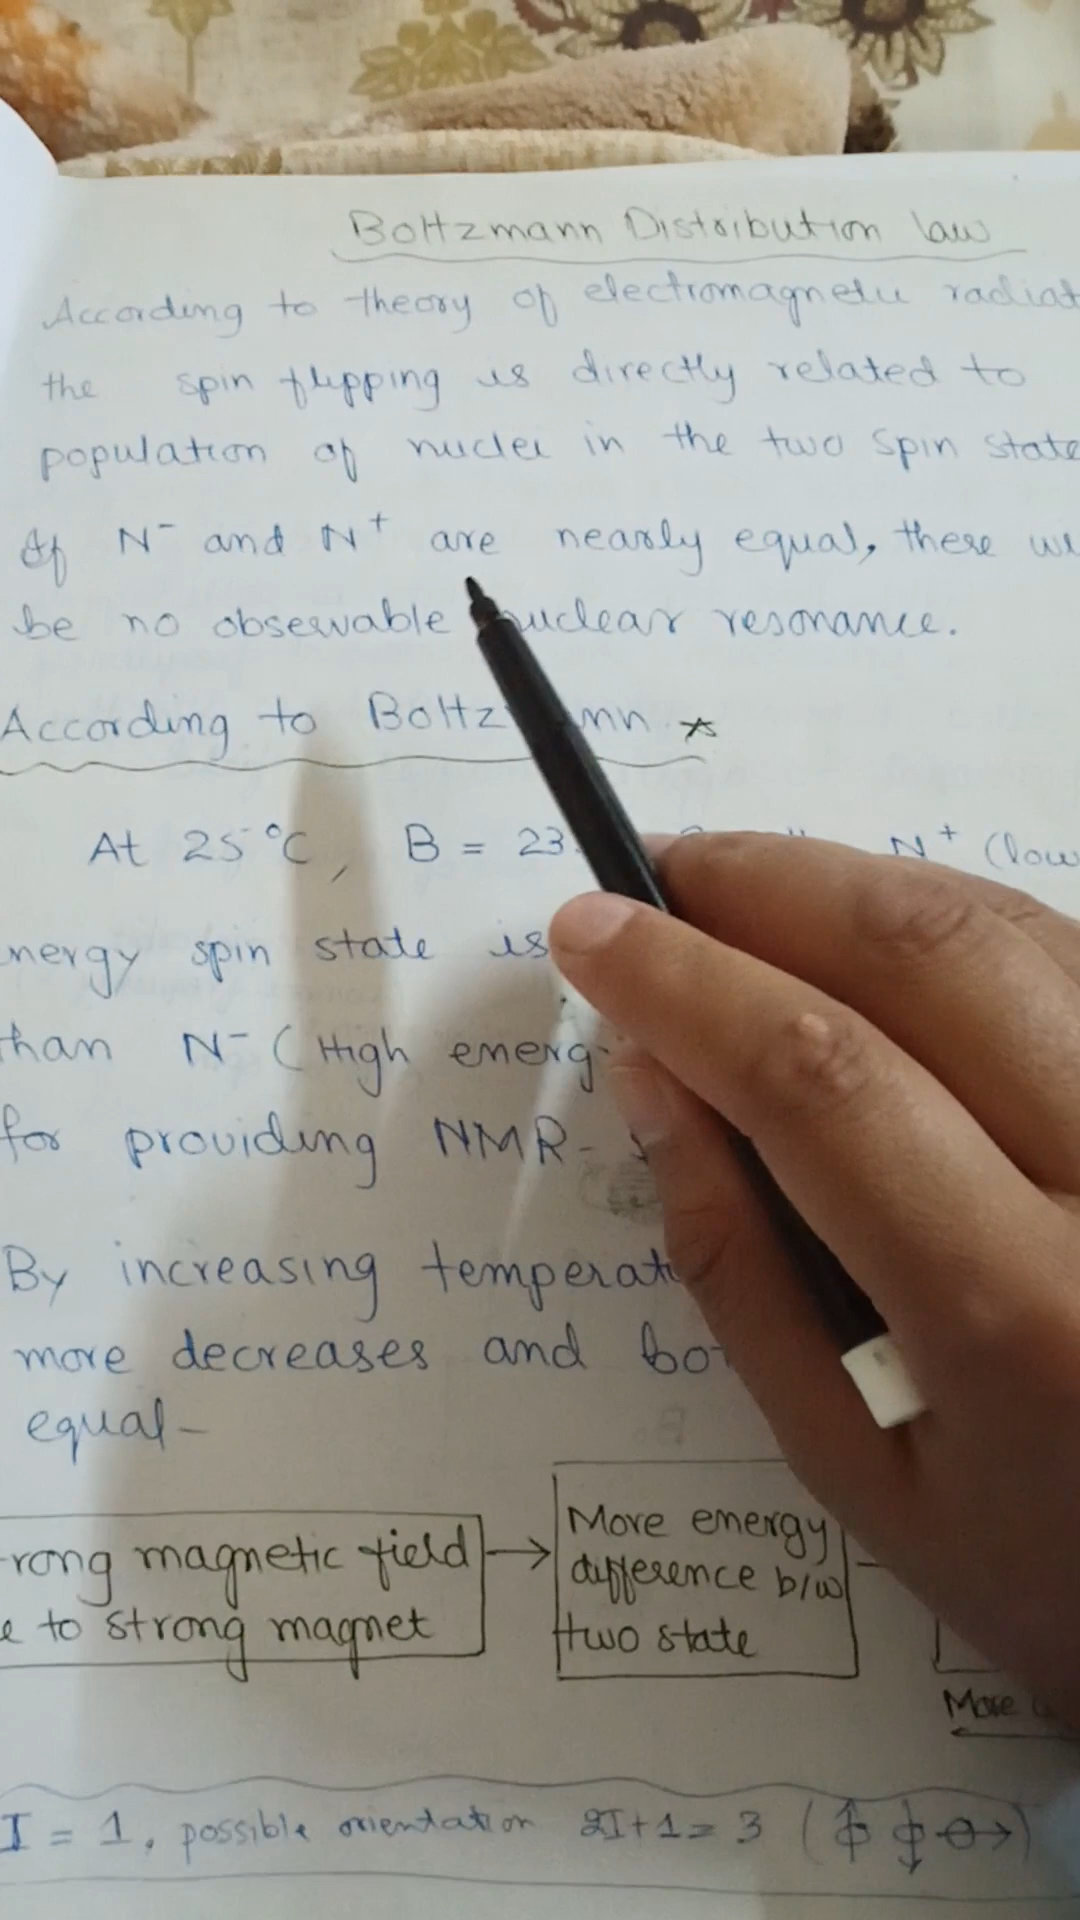 Boltzmann Distribution law
According to theory of electromagnetic radiat
the spin flipping is directly related to
population of nuclei in the two spin state
If N⁻ and N⁺ are nearly equal, there wi
be no observable nuclear resonance.
According to Boltz mnn ☆
At 25 °C, B = 23. N⁺ (low
nergy spin state is
than N⁻ (High energ
for providing NMR-
By increasing temperat
more decreases and bo
equal-
rong magnetic field → More energy
difference b/w
e to strong magnet two state
More
I = 1, possible orientation 2I+1=3 (